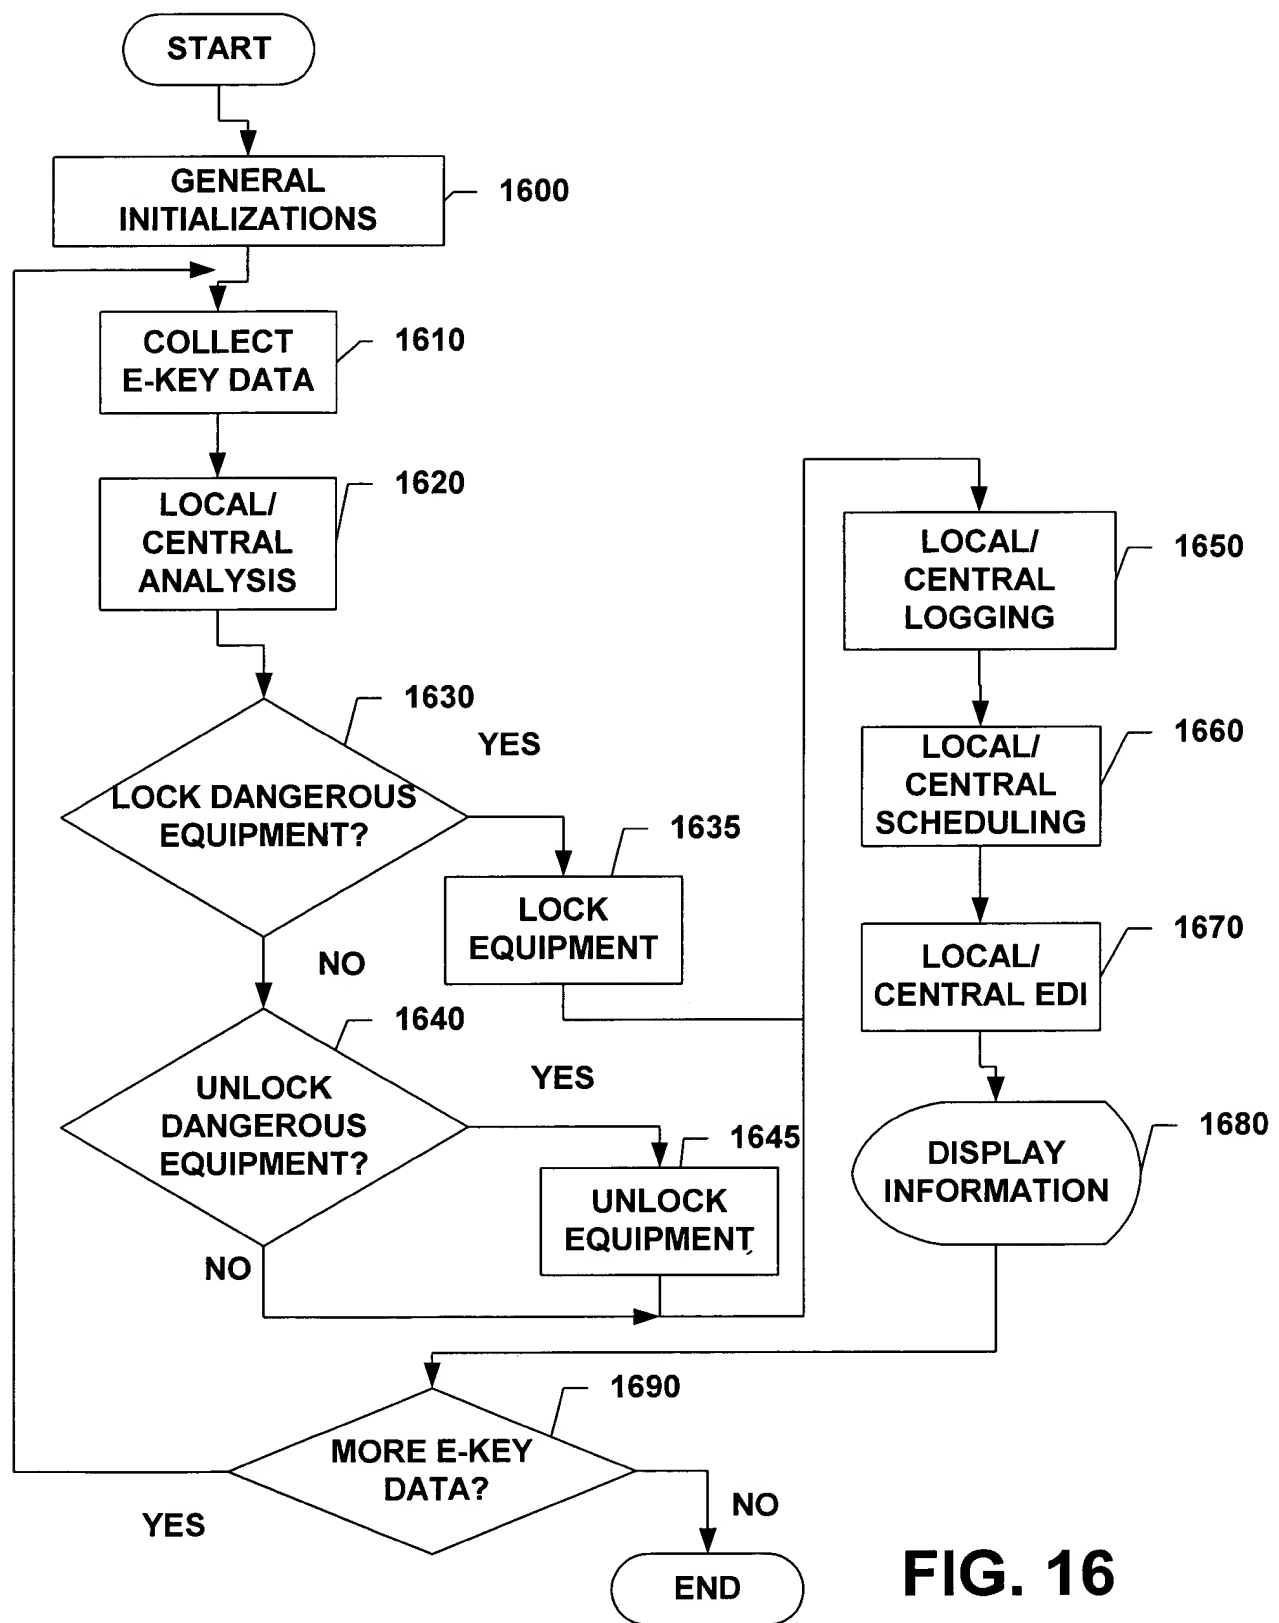 START
GENERAL
INITIALIZATIONS
1600
COLLECT
E-KEY DATA
1610
LOCAL/
CENTRAL
ANALYSIS
1620
LOCK DANGEROUS
EQUIPMENT?
1630
YES
LOCK
EQUIPMENT
1635
NO
UNLOCK
DANGEROUS
EQUIPMENT?
1640
YES
UNLOCK
EQUIPMENT
1645
NO
LOCAL/
CENTRAL
LOGGING
1650
LOCAL/
CENTRAL
SCHEDULING
1660
LOCAL/
CENTRAL EDI
1670
DISPLAY
INFORMATION
1680
MORE E-KEY
DATA?
1690
YES
NO
END
FIG. 16